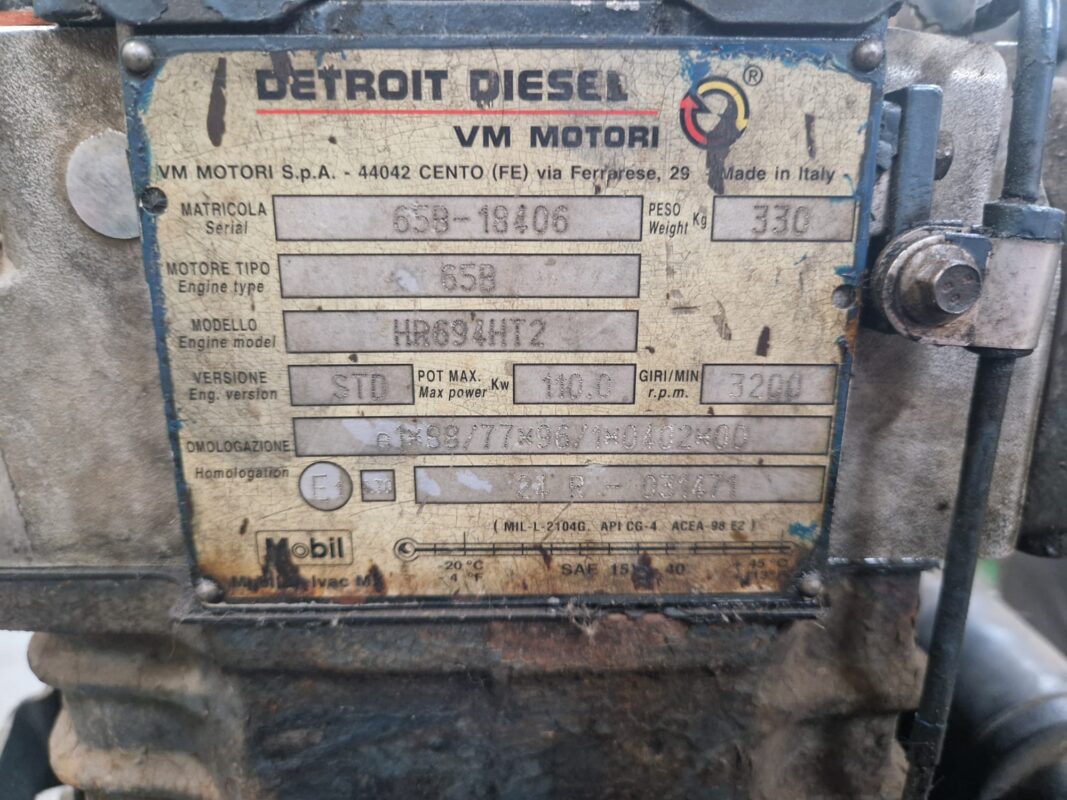 DETROIT DIESEL ®
VM MOTORI
VM MOTORI S.p.A. - 44042 CENTO (FE) via Ferrarese, 29 Made in Italy
MATRICOLA 65B-18406 PESO Kg 330
Serial Weight
MOTORE TIPO 65B
Engine type
MODELLO HR694HT2
Engine model
VERSIONE STD POT MAX. Kw 110.0 GIRI/MIN 3200
Eng. version Max power r.p.m.
OMOLOGAZIONE e1*88/77*96/1*0402*00
Homologation E1 24 R - 031471
( MIL-L-2104G, API CG-4 ACEA-98 E2 )
Mobil
-20 °C SAE 15 40 + 45 °C